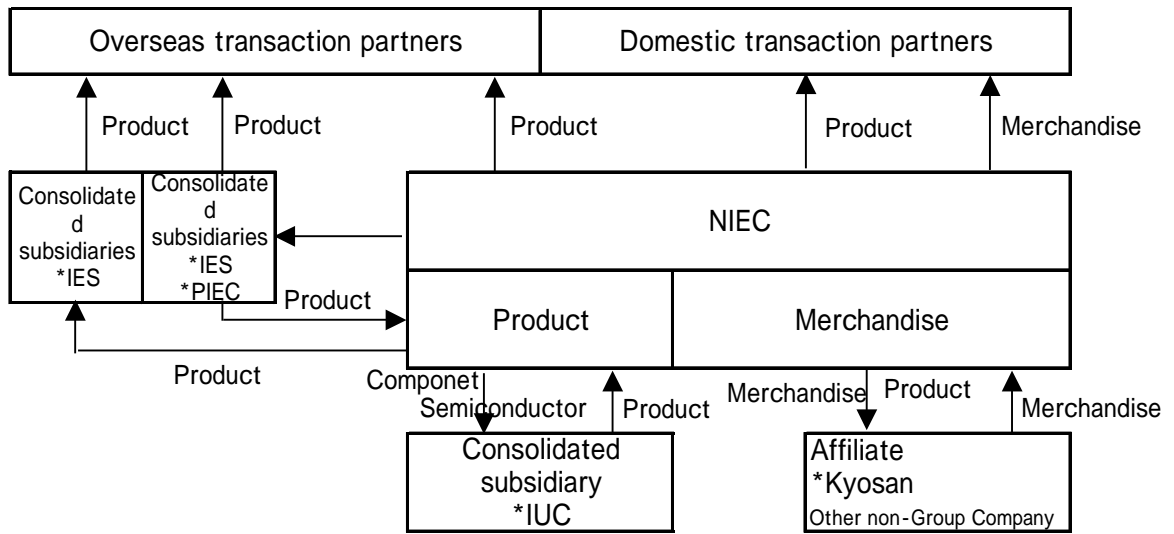 Overseas transaction partners
Domestic transaction partners
Product
Product
Product
Product
Merchandise
Consolidate
d
subsidiaries
*IES
Consolidate
d
subsidiaries
*IES
*PIEC
NIEC
Product
Product
Merchandise
Product
Componet
Semiconductor
Product
Merchandise
Product
Merchandise
Consolidated
subsidiary
*IUC
Affiliate
*Kyosan
Other non-Group Company